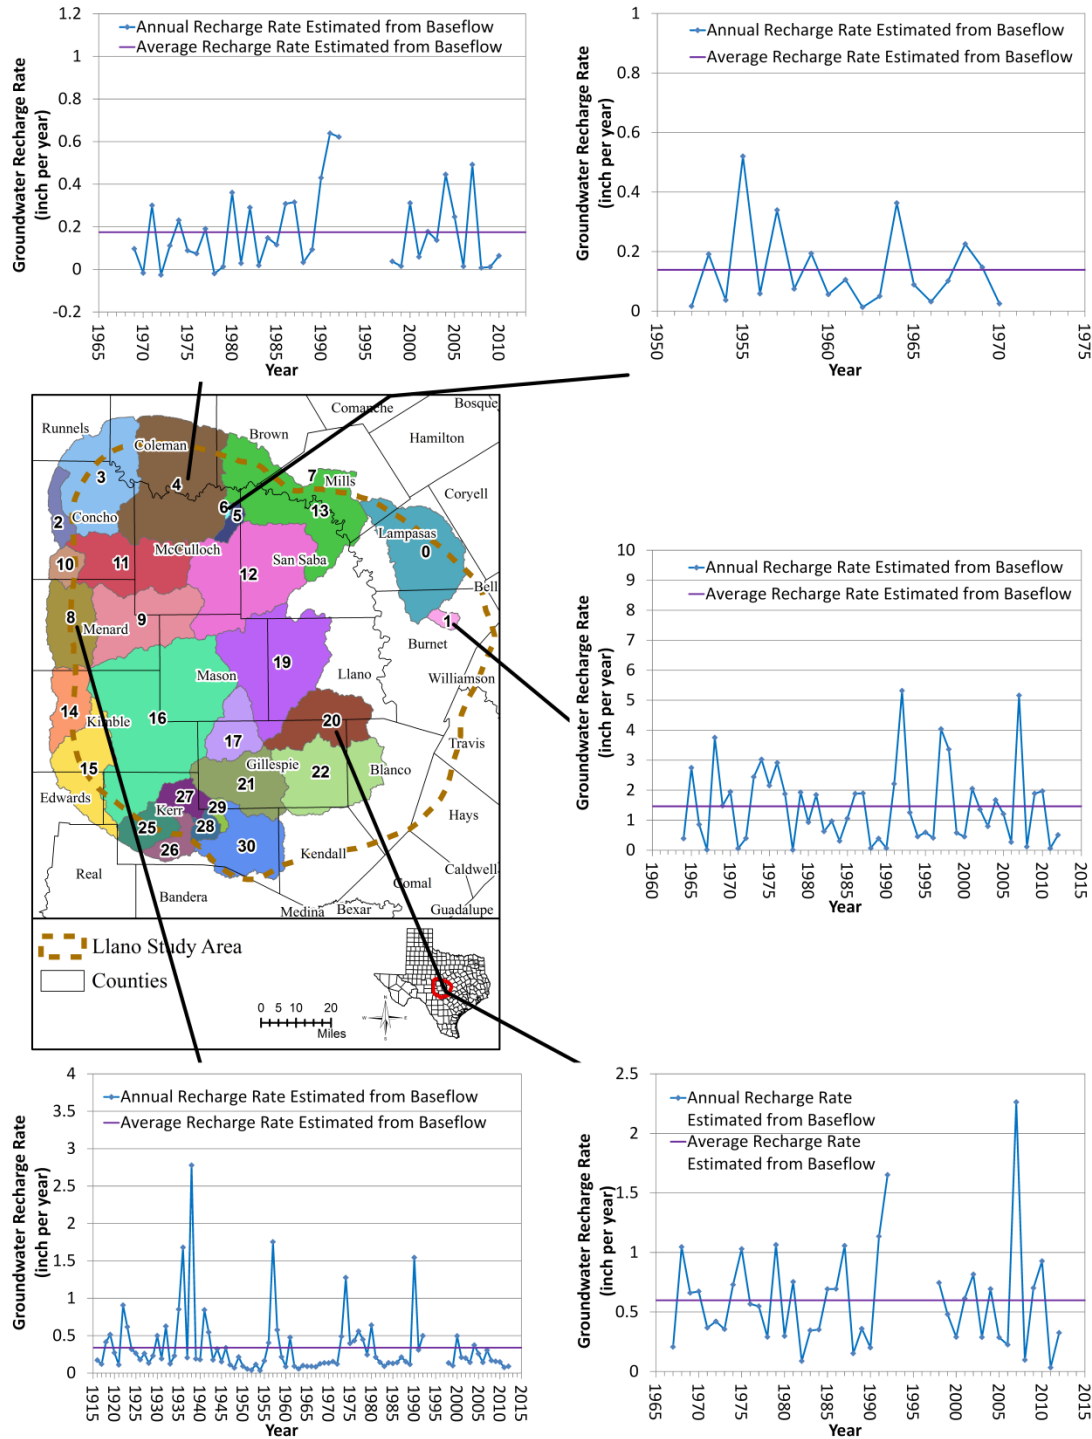 Annual Recharge Rate Estimated from Baseflow
Average Recharge Rate Estimated from Baseflow
Groundwater Recharge Rate
(inch per year)
1.2
1
0.8
0.6
0.4
0.2
0
-0.2
1965
1970
1975
1980
1985
1990
1995
2000
2005
2010
Year
Annual Recharge Rate Estimated from Baseflow
Average Recharge Rate Estimated from Baseflow
Groundwater Recharge Rate
(inch per year)
1
0.8
0.6
0.4
0.2
0
1950
1955
1960
1965
1970
1975
Year
Runnels
Coleman
Brown
Comanche
Bosque
Hamilton
Coryell
3
4
7
Mills
2
Concho
6
5
13
Lampasas
0
10
11
McCulloch
12
San Saba
Bell
8
Menard
9
1
Burnet
19
Mason
Llano
Williamson
14
Kimble
16
20
17
Travis
15
Gillespie
21
22
Blanco
Edwards
27
Kerr
29
Hays
25
28
26
30
Kendall
Real
Caldwell
Bandera
Comal
Medina
Bexar
Guadalupe
Llano Study Area
Counties
0 5 10 20
Miles
N
W
E
S
Annual Recharge Rate Estimated from Baseflow
Average Recharge Rate Estimated from Baseflow
Groundwater Recharge Rate
(inch per year)
10
9
8
7
6
5
4
3
2
1
0
1960
1965
1970
1975
1980
1985
1990
1995
2000
2005
2010
2015
Year
Annual Recharge Rate Estimated from Baseflow
Average Recharge Rate Estimated from Baseflow
Groundwater Recharge Rate
(inch per year)
4
3.5
3
2.5
2
1.5
1
0.5
0
1915
1920
1925
1930
1935
1940
1945
1950
1955
1960
1965
1970
1975
1980
1985
1990
1995
2000
2005
2010
2015
Year
Annual Recharge Rate
Estimated from Baseflow
Average Recharge Rate
Estimated from Baseflow
Groundwater Recharge Rate
(inch per year)
2.5
2
1.5
1
0.5
0
1965
1970
1975
1980
1985
1990
1995
2000
2005
2010
2015
Year